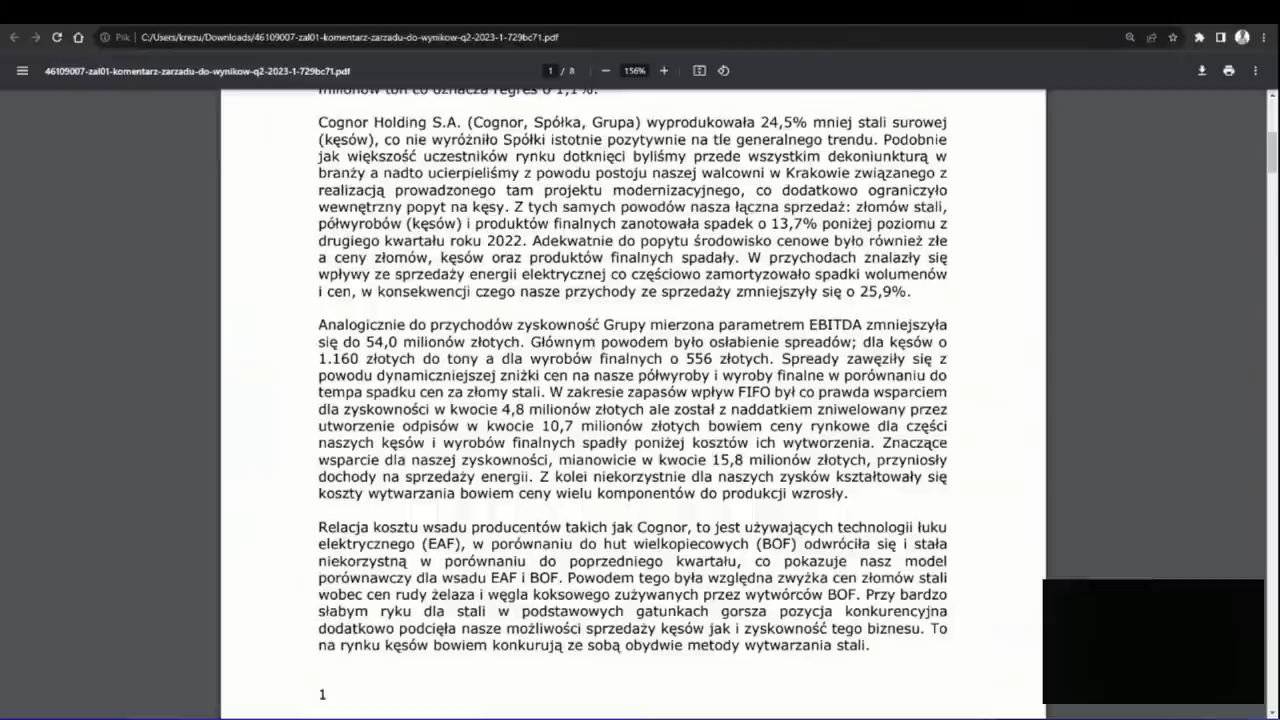 Plik
C:/Users/krezu/Downloads/46109007-zal01-komentarz-zarzadu-do-wynikow-q2-2023-1-729bc71.pdf
46109007-zal01-komentarz-zarzadu-do-wynikow-q2-2023-1-729bc71.pdf
1 / 8
156%
milionów ton co oznacza regres o 1,1%.
Cognor Holding S.A. (Cognor, Spółka, Grupa) wyprodukowała 24,5% mniej stali surowej
(kęsów), co nie wyróżniło Spółki istotnie pozytywnie na tle generalnego trendu. Podobnie
jak większość uczestników rynku dotknięci byliśmy przede wszystkim dekoniunkturą w
branży a nadto ucierpieliśmy z powodu postoju naszej walcowni w Krakowie związanego z
realizacją prowadzonego tam projektu modernizacyjnego, co dodatkowo ograniczyło
wewnętrzny popyt na kęsy. Z tych samych powodów nasza łączna sprzedaż: złomów stali,
półwyrobów (kęsów) i produktów finalnych zanotowała spadek o 13,7% poniżej poziomu z
drugiego kwartału roku 2022. Adekwatnie do popytu środowisko cenowe było również złe
a ceny złomów, kęsów oraz produktów finalnych spadały. W przychodach znalazły się
wpływy ze sprzedaży energii elektrycznej co częściowo zamortyzowało spadki wolumenów
i cen, w konsekwencji czego nasze przychody ze sprzedaży zmniejszyły się o 25,9%.
Analogicznie do przychodów zyskowność Grupy mierzona parametrem EBITDA zmniejszyła
się do 54,0 milionów złotych. Głównym powodem było osłabienie spreadów; dla kęsów o
1.160 złotych do tony a dla wyrobów finalnych o 556 złotych. Spready zawęziły się z
powodu dynamiczniejszej zniżki cen na nasze półwyroby i wyroby finalne w porównaniu do
tempa spadku cen za złomy stali. W zakresie zapasów wpływ FIFO był co prawda wsparciem
dla zyskowności w kwocie 4,8 milionów złotych ale został z naddatkiem zniwelowany przez
utworzenie odpisów w kwocie 10,7 milionów złotych bowiem ceny rynkowe dla części
naszych kęsów i wyrobów finalnych spadły poniżej kosztów ich wytworzenia. Znaczące
wsparcie dla naszej zyskowności, mianowicie w kwocie 15,8 milionów złotych, przyniosły
dochody na sprzedaży energii. Z kolei niekorzystnie dla naszych zysków kształtowały się
koszty wytwarzania bowiem ceny wielu komponentów do produkcji wzrosły.
Relacja kosztu wsadu producentów takich jak Cognor, to jest używających technologii łuku
elektrycznego (EAF), w porównaniu do hut wielkopiecowych (BOF) odwróciła się i stała
niekorzystną w porównaniu do poprzedniego kwartału, co pokazuje nasz model
porównawczy dla wsadu EAF i BOF. Powodem tego była względna zwyżka cen złomów stali
wobec cen rudy żelaza i węgla koksowego zużywanych przez wytwórców BOF. Przy bardzo
słabym ryku dla stali w podstawowych gatunkach gorsza pozycja konkurencyjna
dodatkowo podcięła nasze możliwości sprzedaży kęsów jak i zyskowność tego biznesu. To
na rynku kęsów bowiem konkurują ze sobą obydwie metody wytwarzania stali.
1